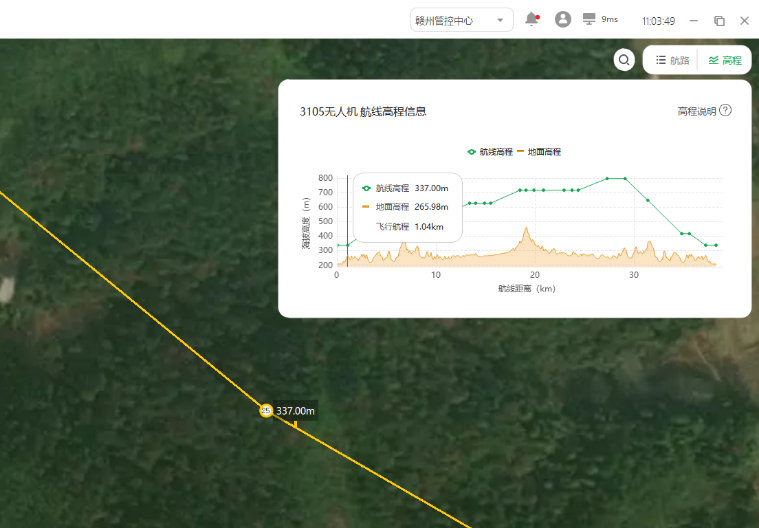 赣州管控中心
9ms
11:03:49
航路
高程
3105无人机 航线高程信息
高程说明 ?
航线高程 地面高程
海拔高度（m）
800
700
600
500
400
300
200
航线高程 337.00m
地面高程 265.98m
飞行航程 1.04km
0 10 20 30
航线距离（km）
337.00m